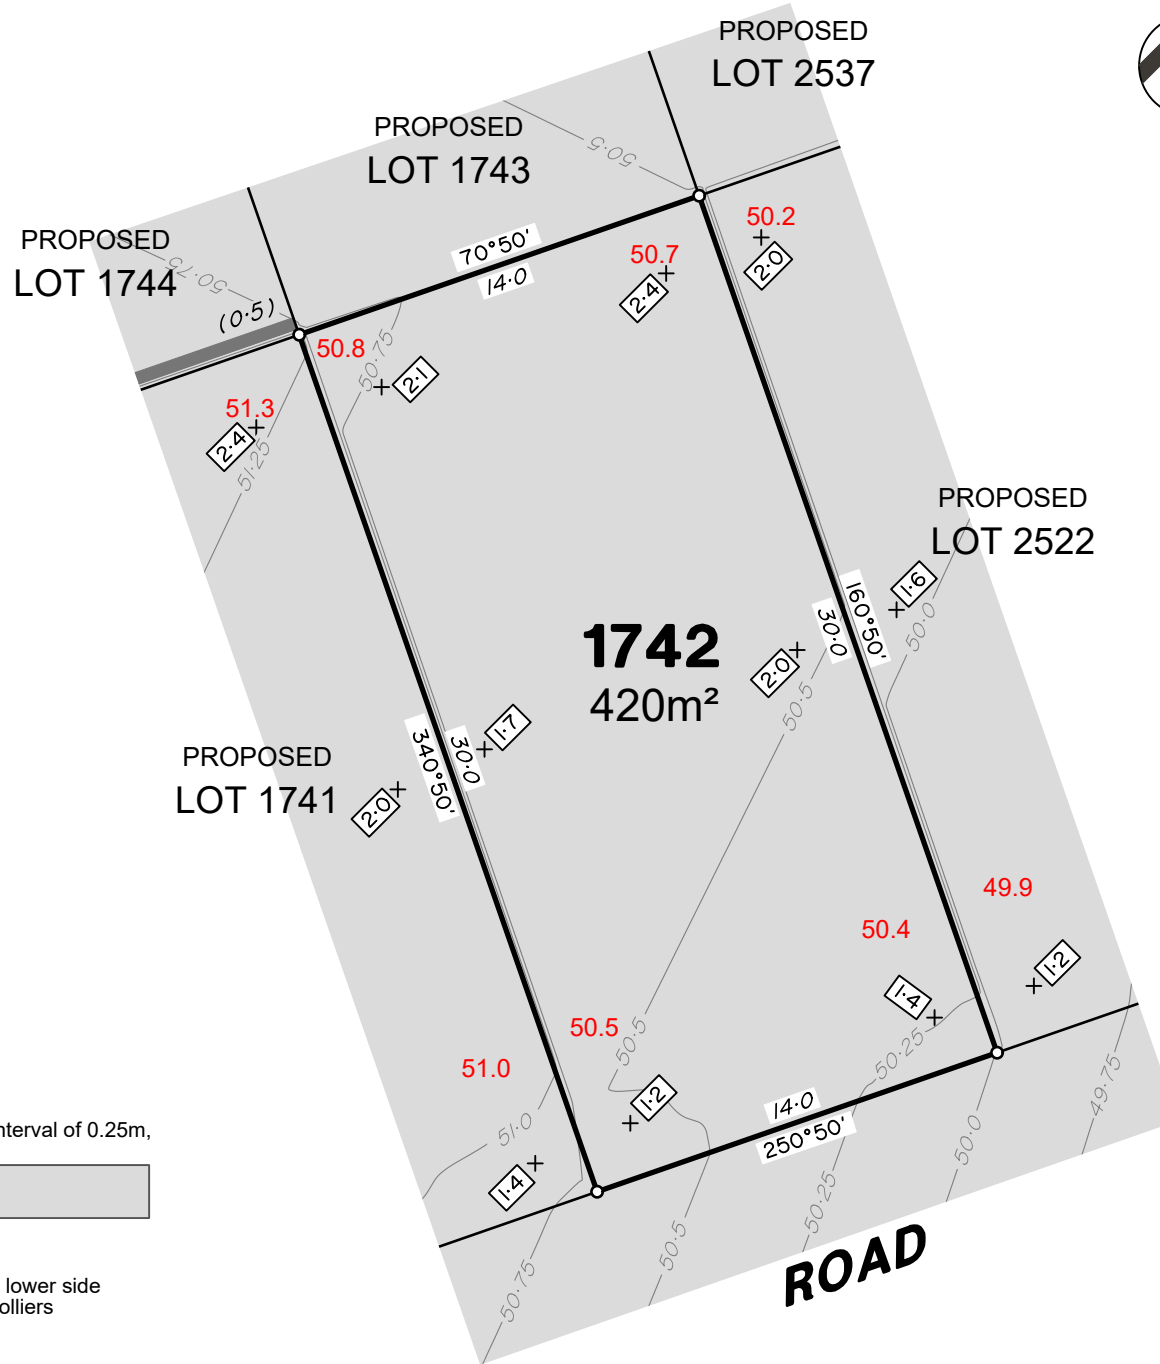 PROPOSED
LOT 2537
PROPOSED
LOT 1743
50·5
PROPOSED
LOT 1744
50·75
(0·5)
70°50'
14·0
50.7
2·4
50.2
2·0
50.8
50·75
2·1
51.3
2·4
51·25
PROPOSED
LOT 2522
1·6
50·0
160°50'
30·0
1742
420m²
2·0
50·5
340°50'
30·0
1·7
PROPOSED
LOT 1741
2·0
49.9
50.4
1·4
1·2
50.5
50·5
51.0
51·0
1·2
1·4
50·25
14·0
250°50'
50·0
49·75
50·25
50·5
50·75
ROAD
nterval of 0.25m,
lower side
olliers